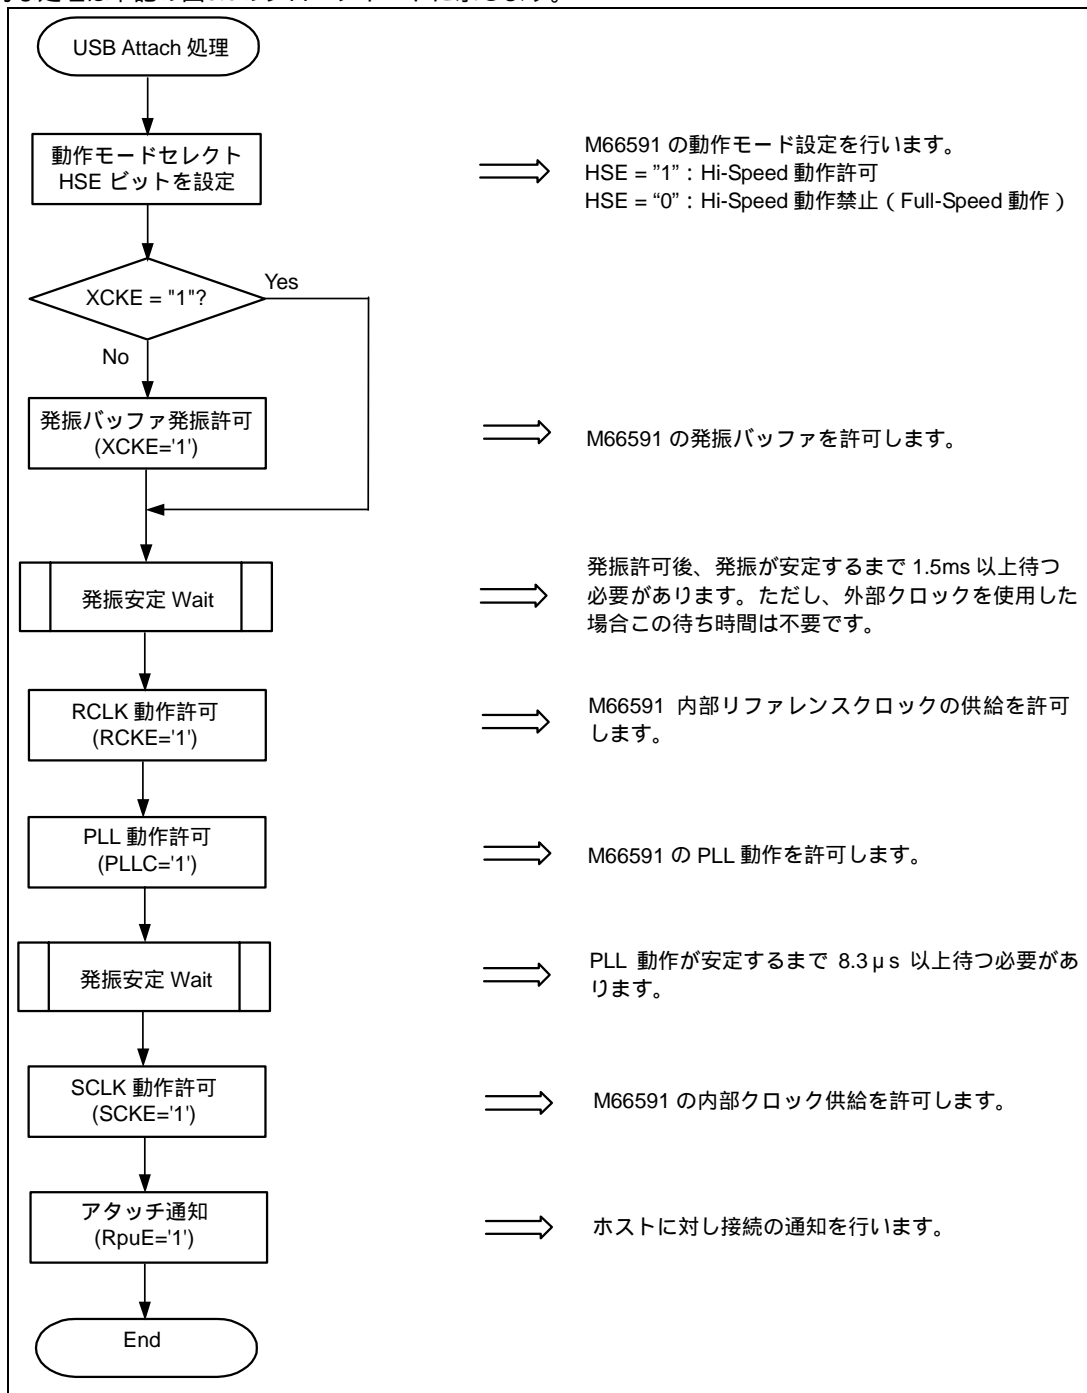 USB Attach 処理
動作モードセレクト
HSE ビットを設定
M66591 の動作モード設定を行います。
HSE = ”1”：Hi-Speed 動作許可
HSE = “0”：Hi-Speed 動作禁止（Full-Speed 動作）
XCKE = "1"?
Yes
No
発振バッファ発振許可
(XCKE='1')
M66591 の発振バッファを許可します。
発振安定 Wait
発振許可後、発振が安定するまで 1.5ms 以上待つ
必要があります。ただし、外部クロックを使用した
場合この待ち時間は不要です。
RCLK 動作許可
(RCKE='1')
M66591 内部リファレンスクロックの供給を許可
します。
PLL 動作許可
(PLLC='1')
M66591 の PLL 動作を許可します。
発振安定 Wait
PLL 動作が安定するまで 8.3μs 以上待つ必要があ
ります。
SCLK 動作許可
(SCKE='1')
M66591 の内部クロック供給を許可します。
アタッチ通知
(RpuE='1')
ホストに対し接続の通知を行います。
End